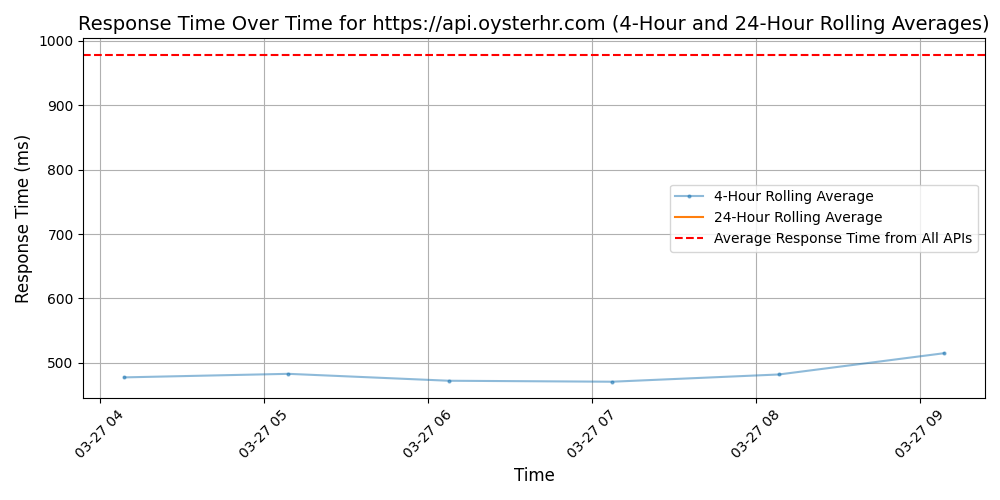 Response Time Over Time for https://api.oysterhr.com (4-Hour and 24-Hour Rolling Averages)
Response Time (ms)
1000
900
800
700
600
500
4-Hour Rolling Average
24-Hour Rolling Average
Average Response Time from All APIs
03-27 04
03-27 05
03-27 06
03-27 07
03-27 08
03-27 09
Time